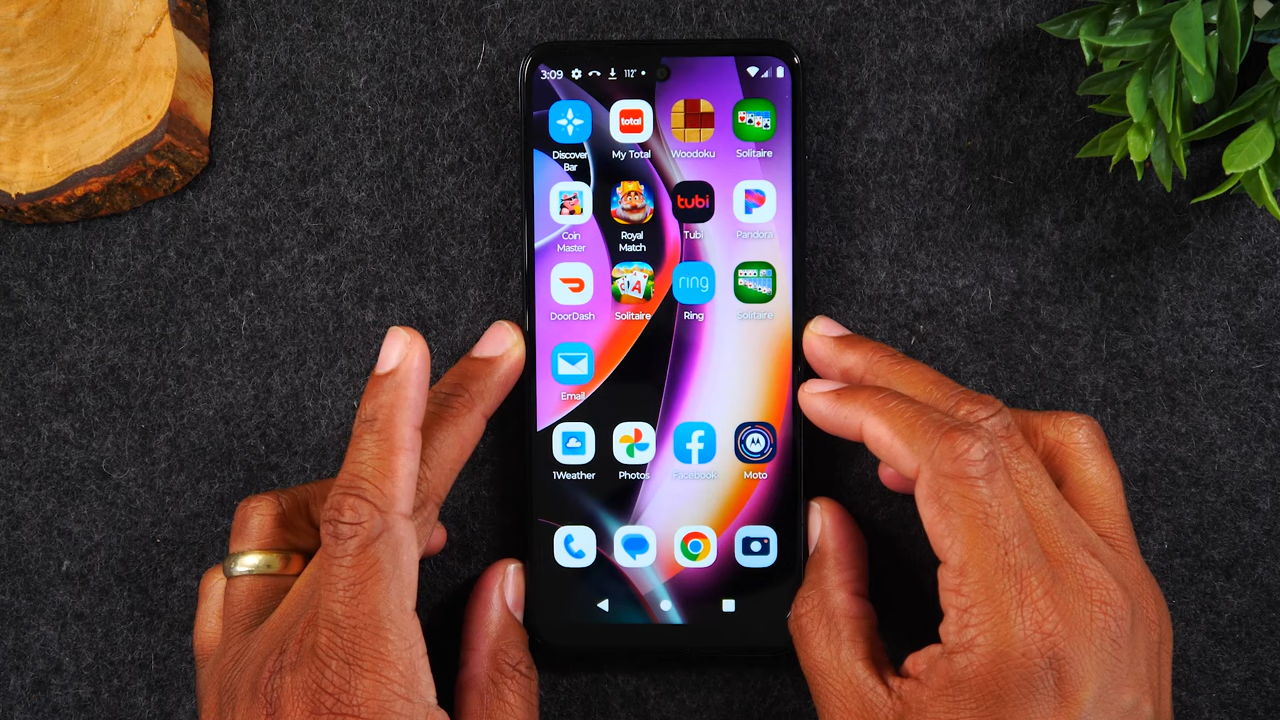 3:09 112°
Discover My Total Woodoku Solitaire
Bar
total
Coin Royal Tubi Pandora
Master Match
tubi
DoorDash Solitaire Ring Solitaire
A
ring
Email
1Weather Photos Facebook Moto